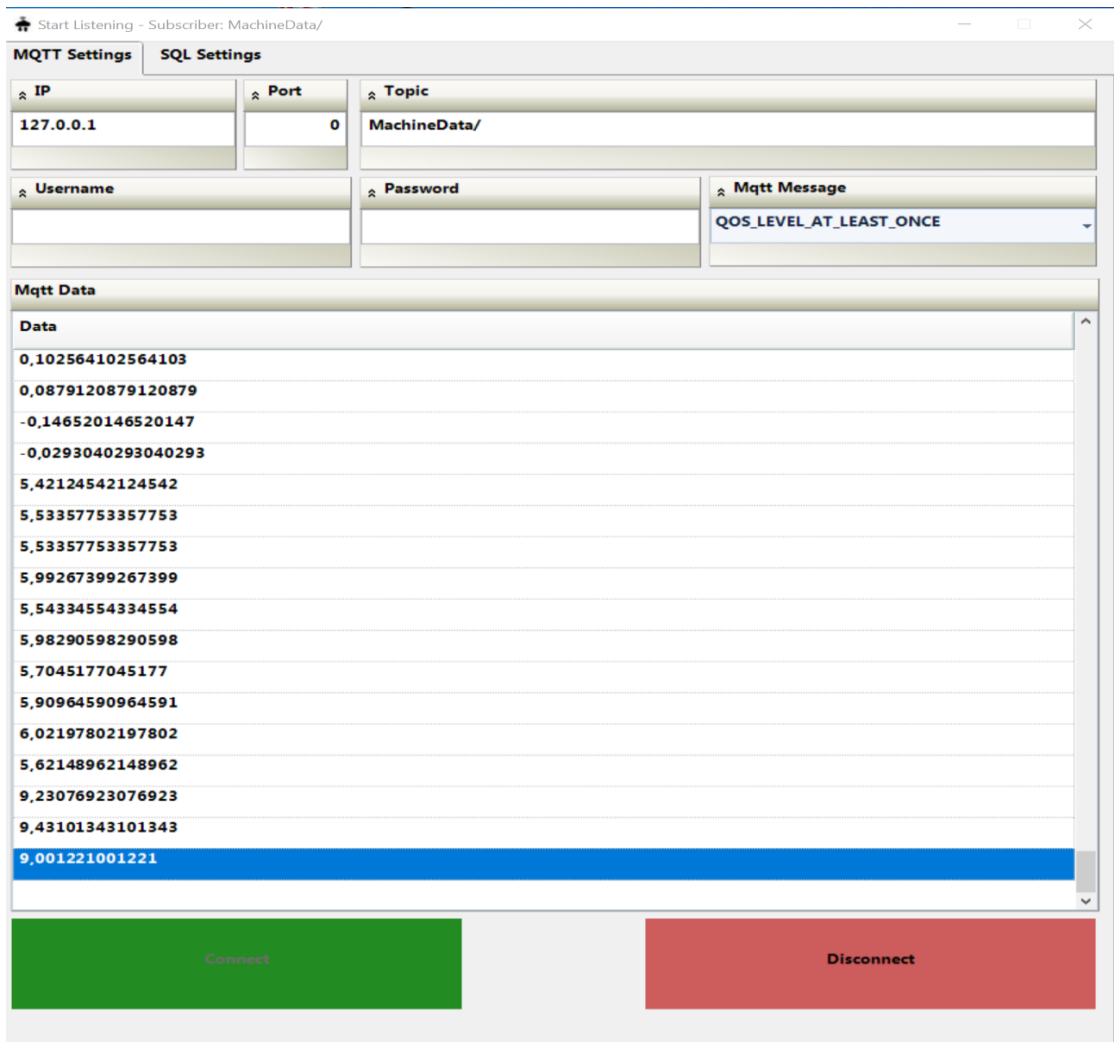 Start Listening - Subscriber: MachineData/
MQTT Settings SQL Settings
IP Port Topic
127.0.0.1 0 MachineData/
Username Password Mqtt Message
QOS_LEVEL_AT_LEAST_ONCE
Mqtt Data
Data
0,102564102564103
0,0879120879120879
-0,146520146520147
-0,0293040293040293
5,42124542124542
5,53357753357753
5,53357753357753
5,99267399267399
5,54334554334554
5,98290598290598
5,7045177045177
5,90964590964591
6,02197802197802
5,62148962148962
9,23076923076923
9,43101343101343
9,001221001221
Connect Disconnect